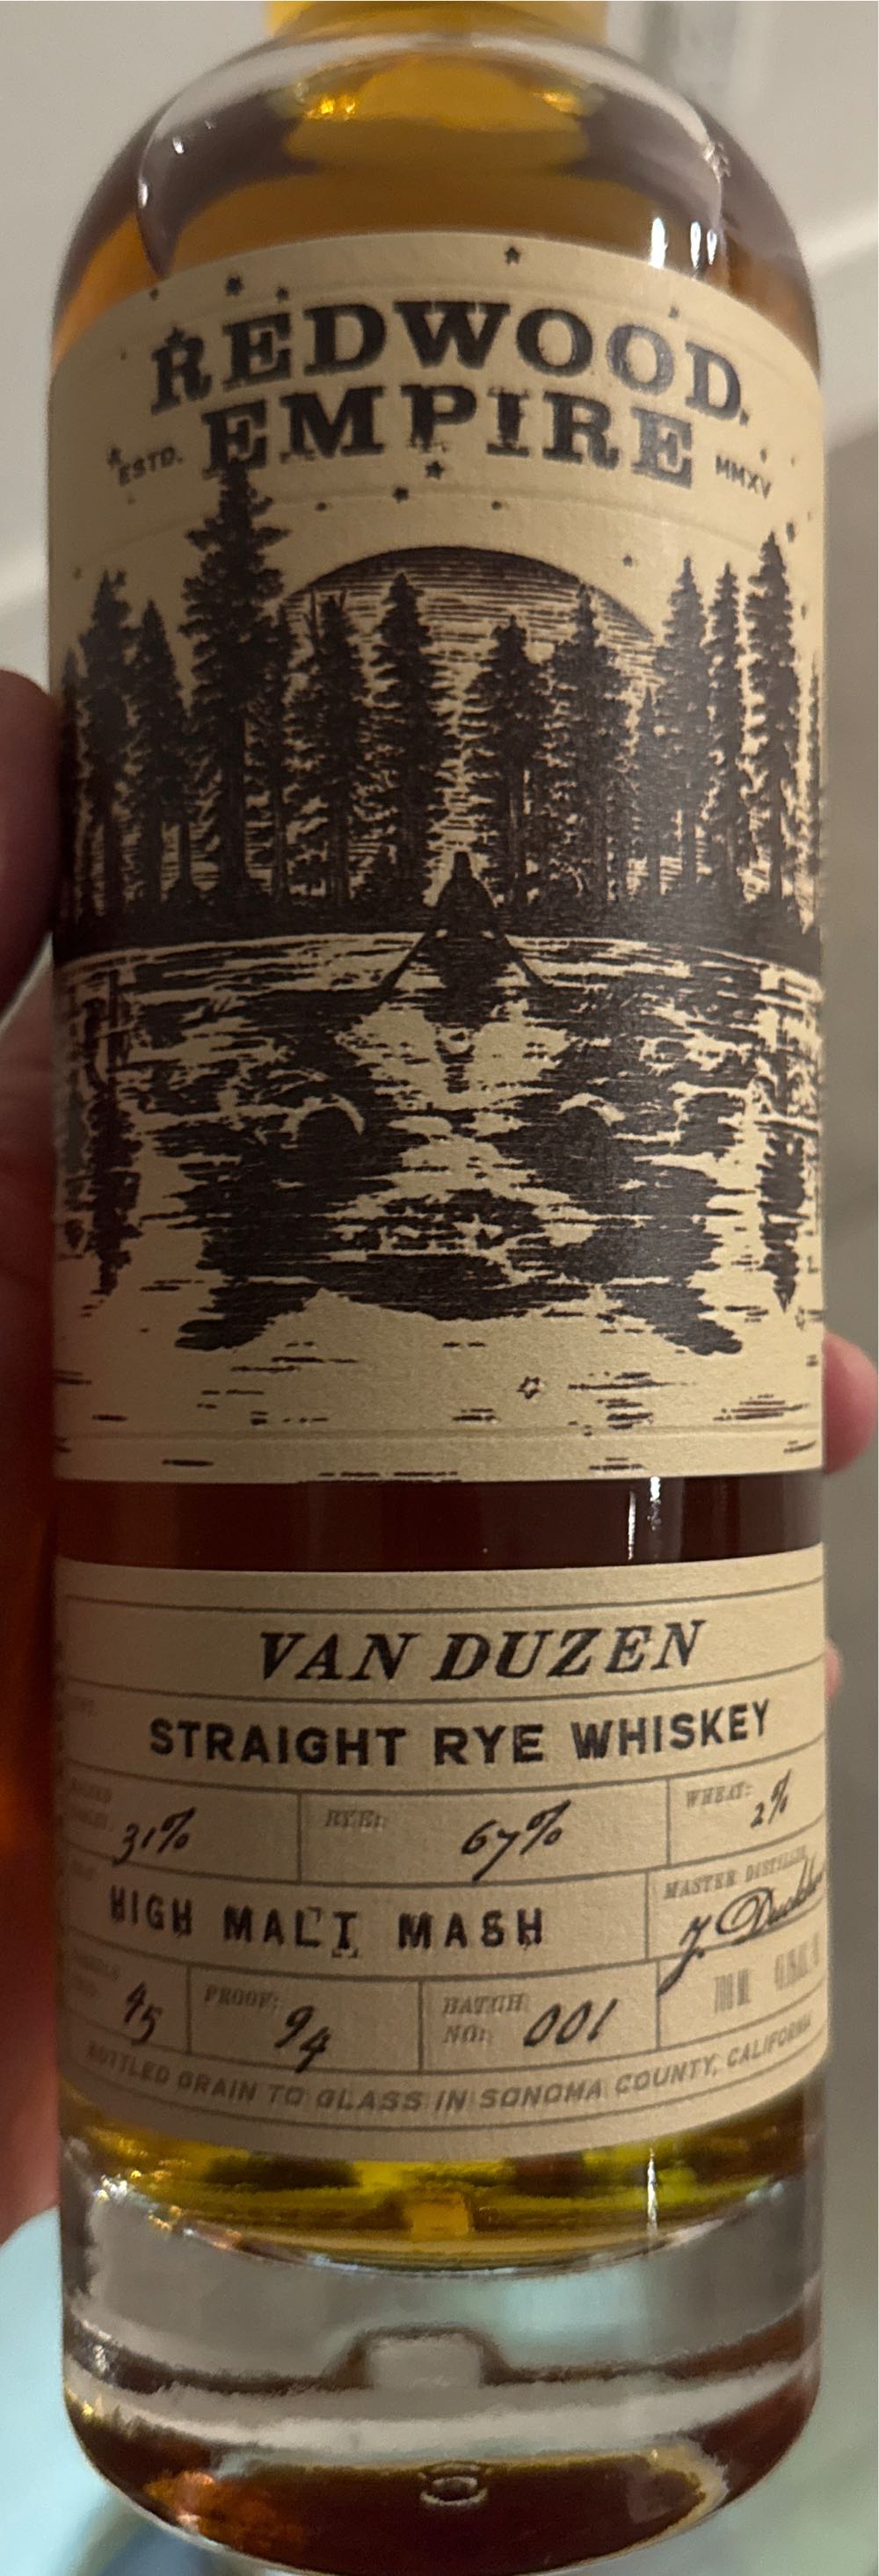 REDWOOD
EMPIRE
ESTD. MMXV
VAN DUZEN
STRAIGHT RYE WHISKEY
31% RYE: 67% WHEAT: 2%
HIGH MALT MASH MASTER DISTILLER
45 PROOF: 94 BATCH NO: 001
BOTTLED GRAIN TO GLASS IN SONOMA COUNTY, CALIFORNIA